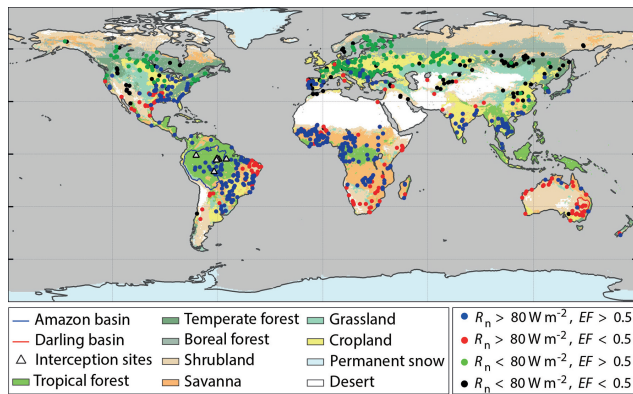 Amazon basin
Darling basin
Interception sites
Tropical forest
Temperate forest
Boreal forest
Shrubland
Savanna
Grassland
Cropland
Permanent snow
Desert
Rn > 80 W m-2, EF > 0.5
Rn > 80 W m-2, EF < 0.5
Rn < 80 W m-2, EF > 0.5
Rn < 80 W m-2, EF < 0.5